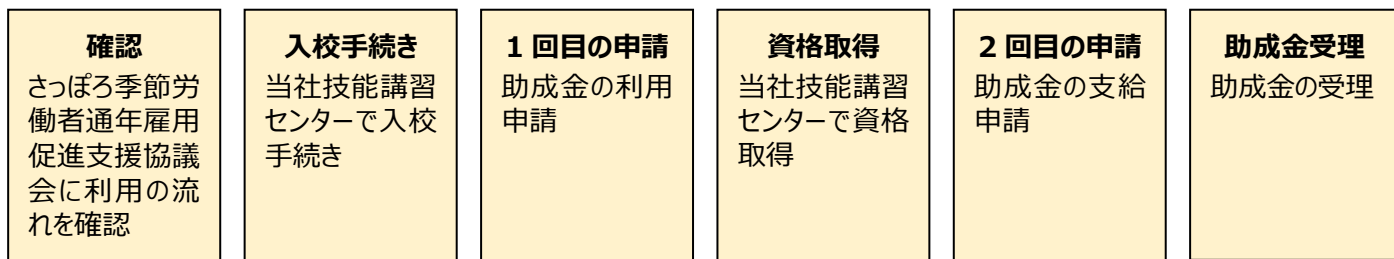 確認
さっぽろ季節労
働者通年雇用
促進支援協議
会に利用の流
れを確認
入校手続き
当社技能講習
センターで入校
手続き
1 回目の申請
助成金の利用
申請
資格取得
当社技能講習
センターで資格
取得
2 回目の申請
助成金の支給
申請
助成金受理
助成金の受理